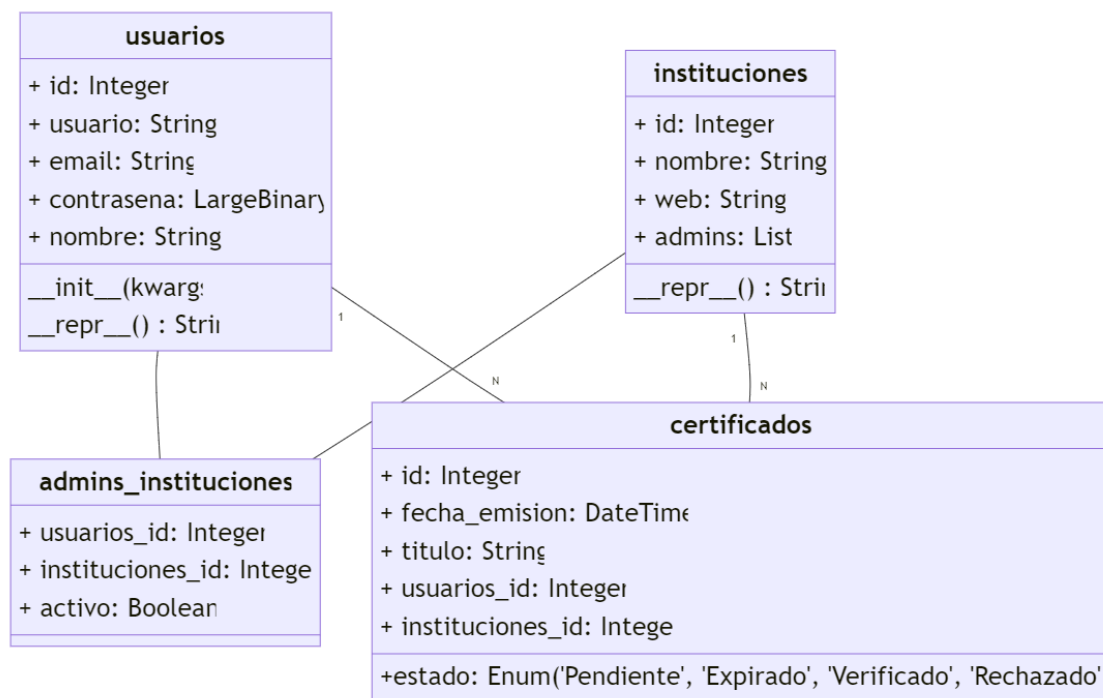 usuarios
+ id: Integer
+ usuario: String
+ email: String
+ contrasena: LargeBinary
+ nombre: String
__init__(kwargs
__repr__() : Stri
instituciones
+ id: Integer
+ nombre: String
+ web: String
+ admins: List
__repr__() : Stri
1
N
1
N
admins_instituciones
+ usuarios_id: Integer
+ instituciones_id: Intege
+ activo: Boolean
certificados
+ id: Integer
+ fecha_emision: DateTime
+ titulo: String
+ usuarios_id: Integer
+ instituciones_id: Intege
+estado: Enum('Pendiente', 'Expirado', 'Verificado', 'Rechazado'